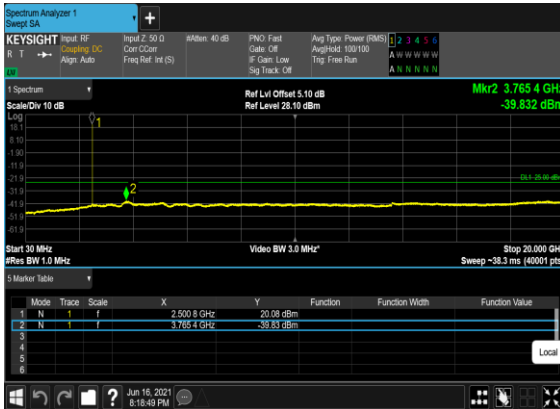 Spectrum Analyzer 1
Swept SA
+
KEYSIGHT Input: RF Input Z: 50 Ω #Atten: 40 dB PNO: Fast Avg Type: Power (RMS) 1 2 3 4 5 6
R T Coupling: DC Corr CCorr Gate: Off Avg|Hold: 100/100 A W W W W W
Align: Auto Freq Ref: Int (S) IF Gain: Low Trig: Free Run
Sig Track: Off A N N N N N
1 Spectrum
Ref Lvl Offset 5.10 dB Mkr2 3.765 4 GHz
Scale/Div 10 dB Ref Level 28.10 dBm -39.832 dBm
Log
18.1
8.10
-1.90
-11.9
-21.9
-31.9
-41.9
-51.9
-61.9
1
2
Start 30 MHz Video BW 3.0 MHz* Stop 20.000 GHz
#Res BW 1.0 MHz Sweep ~38.3 ms (40001 pts)
5 Marker Table
Mode Trace Scale X Y Function Function Width Function Value
1 N 1 f 2.500 8 GHz 20.08 dBm
2 N 1 f 3.765 4 GHz -39.83 dBm
3
4
5
6
Local
?
Jun 16, 2021
8:18:49 PM